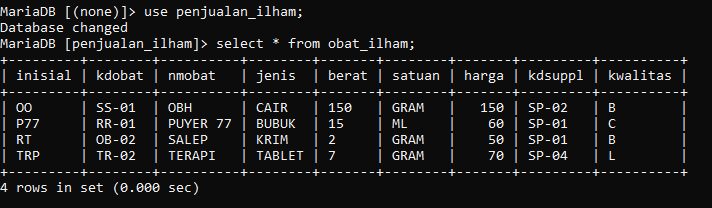 MariaDB [(none)]> use penjualan_ilham;
Database changed
MariaDB [penjualan_ilham]> select * from obat_ilham;
+---------+--------+----------+--------+-------+--------+-------+---------+-----------+
| inisial | kdobat | nmobat   | jenis  | berat | satuan | harga | kdsuppl | kwalitas |
+---------+--------+----------+--------+-------+--------+-------+---------+-----------+
| OO      | SS-01  | OBH      | CAIR   | 150   | GRAM   |   150 | SP-02   | B        |
| P77     | RR-01  | PUYER 77 | BUBUK  | 15    | ML     |    60 | SP-01   | C        |
| RT      | OB-02  | SALEP    | KRIM   | 2     | GRAM   |    50 | SP-01   | B        |
| TRP     | TR-02  | TERAPI   | TABLET | 7     | GRAM   |    70 | SP-04   | L        |
+---------+--------+----------+--------+-------+--------+-------+---------+-----------+
4 rows in set (0.000 sec)